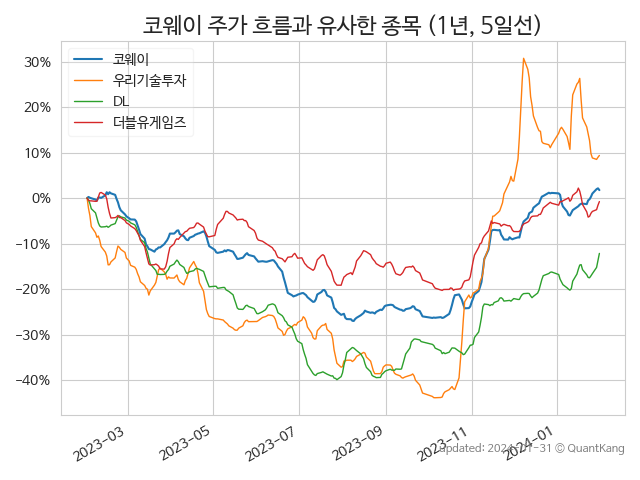 코웨이 주가 흐름과 유사한 종목 (1년, 5일선)
코웨이
우리기술투자
DL
더블유게임즈
30%
20%
10%
0%
−10%
−20%
−30%
−40%
2023-03
2023-05
2023-07
2023-09
2023-11
2024-01
updated: 2024-01-31 © QuantKang